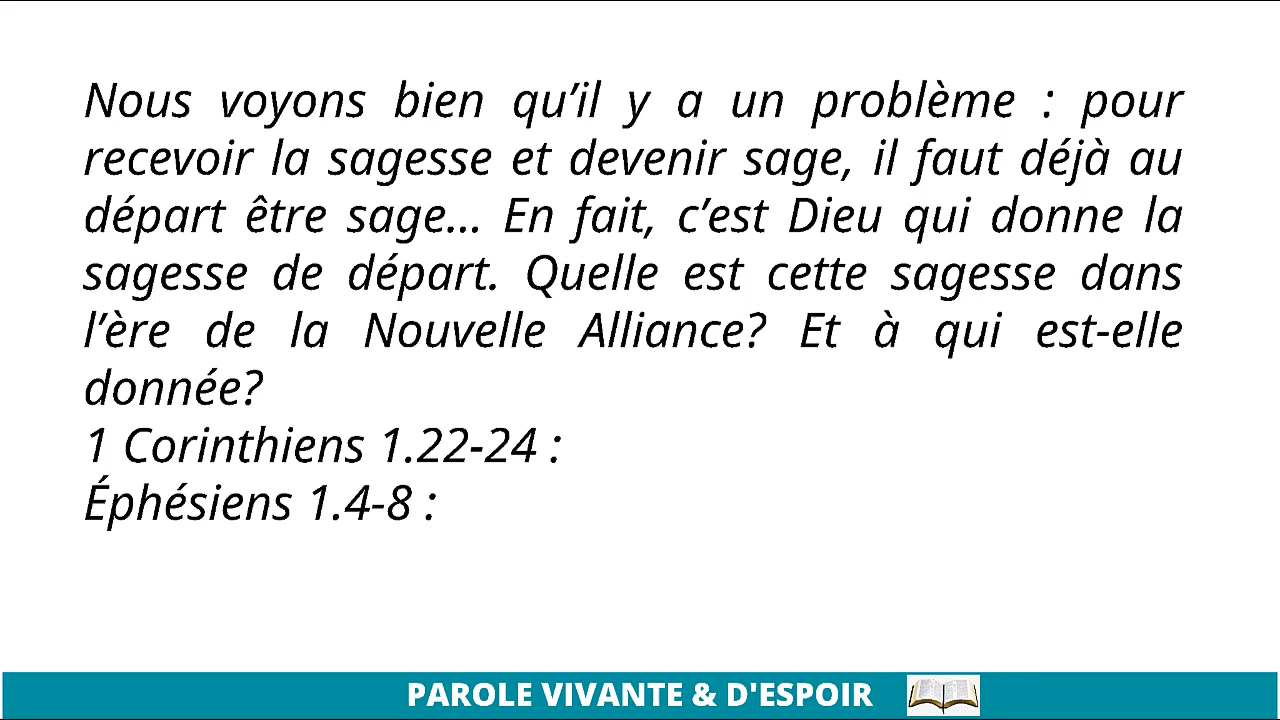 Nous voyons bien qu’il y a un problème : pour
recevoir la sagesse et devenir sage, il faut déjà au
départ être sage... En fait, c’est Dieu qui donne la
sagesse de départ. Quelle est cette sagesse dans
l’ère de la Nouvelle Alliance? Et à qui est-elle
donnée?
1 Corinthiens 1.22-24 :
Éphésiens 1.4-8 :
PAROLE VIVANTE & D'ESPOIR